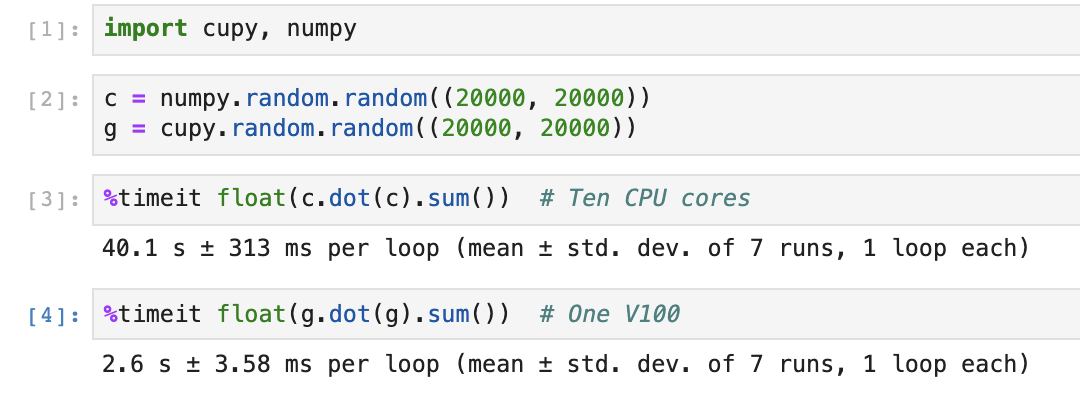 [1]: import cupy, numpy
[2]: c = numpy.random.random((20000, 20000))
g = cupy.random.random((20000, 20000))
[3]: %timeit float(c.dot(c).sum())  # Ten CPU cores
40.1 s ± 313 ms per loop (mean ± std. dev. of 7 runs, 1 loop each)
[4]: %timeit float(g.dot(g).sum())  # One V100
2.6 s ± 3.58 ms per loop (mean ± std. dev. of 7 runs, 1 loop each)